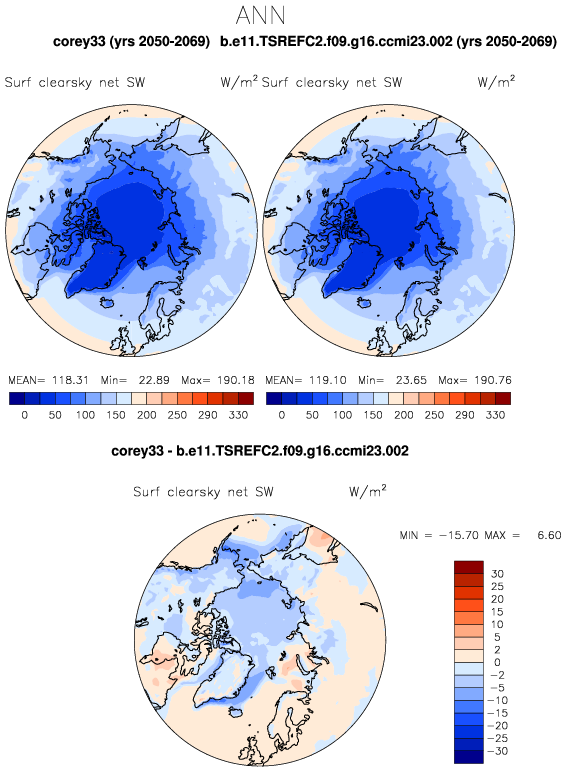 ANN
corey33 (yrs 2050-2069) b.e11.TSREFC2.f09.g16.ccmi23.002 (yrs 2050-2069)
Surf clearsky net SW W/m² Surf clearsky net SW W/m²
MEAN= 118.31 Min= 22.89 Max= 190.18 MEAN= 119.10 Min= 23.65 Max= 190.76
0 50 100 150 200 250 290 330 0 50 100 150 200 250 290 330
corey33 - b.e11.TSREFC2.f09.g16.ccmi23.002
Surf clearsky net SW W/m²
MIN = −15.70 MAX = 6.60
30
25
20
15
10
5
2
0
−2
−5
−10
−15
−20
−25
−30